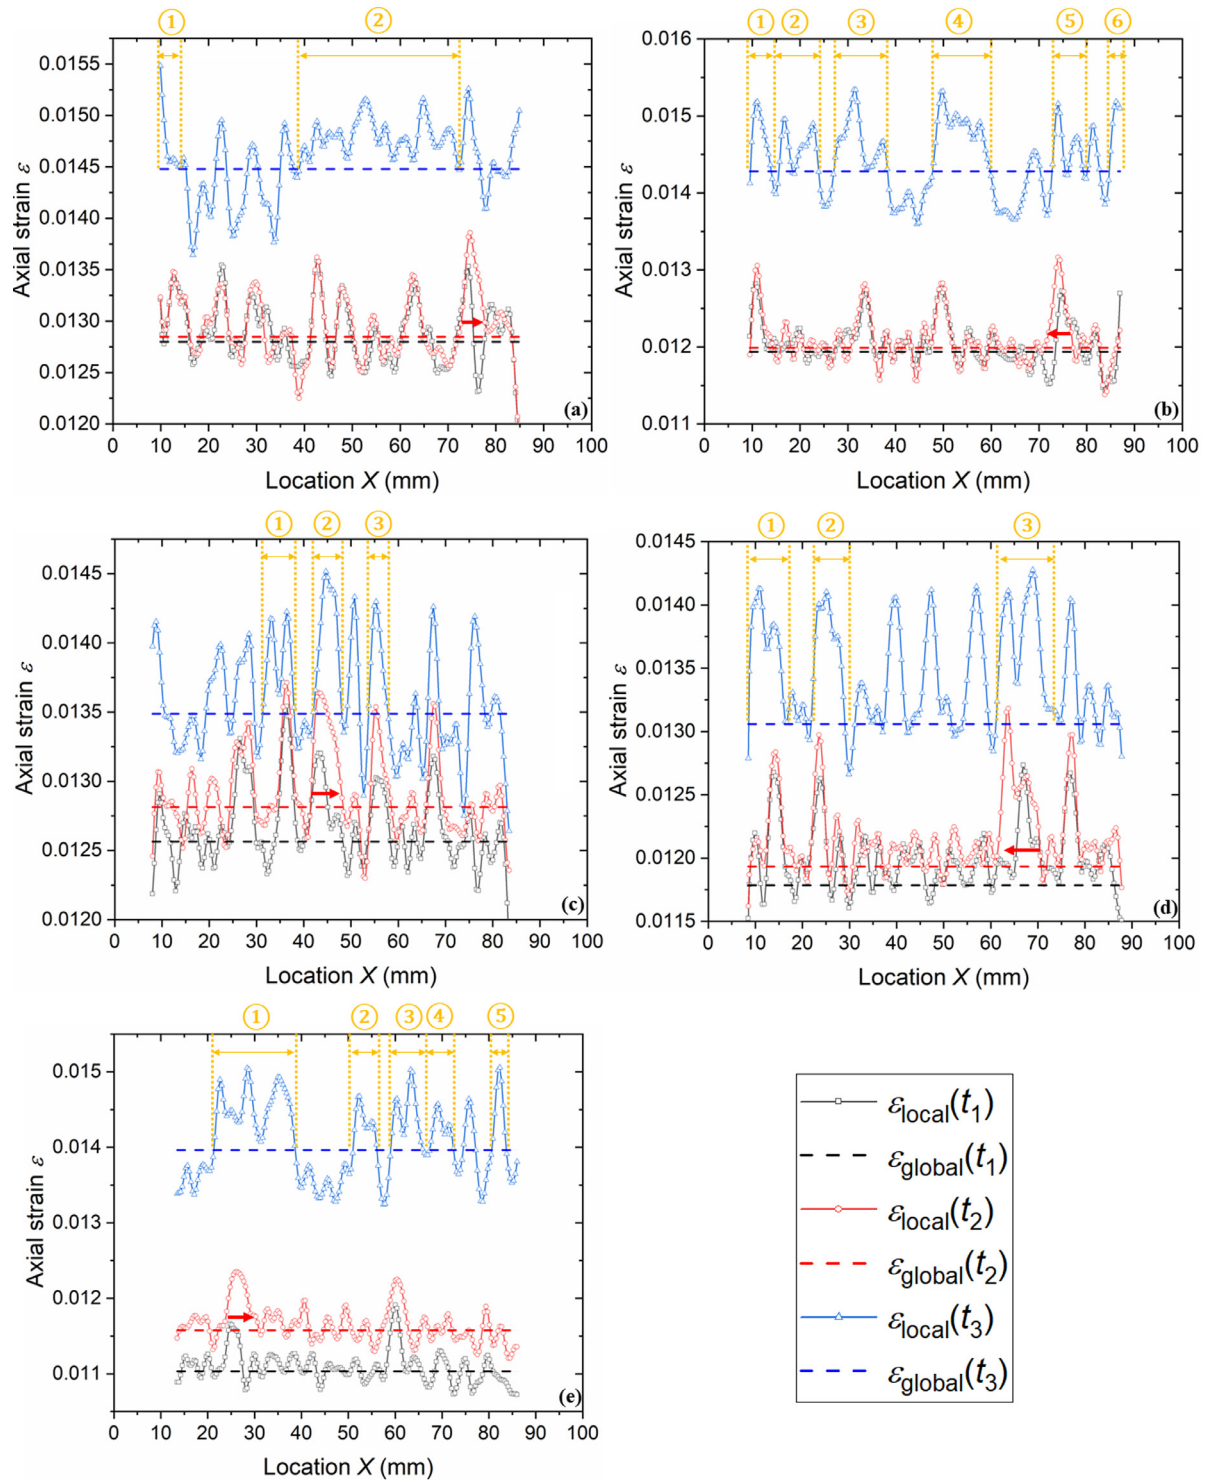 ① ②
Axial strain ε
0.0155
0.0150
0.0145
0.0140
0.0135
0.0130
0.0125
0.0120
(a)
0 10 20 30 40 50 60 70 80 90 100
Location X (mm)
① ② ③ ④ ⑤ ⑥
Axial strain ε
0.016
0.015
0.014
0.013
0.012
0.011
(b)
0 10 20 30 40 50 60 70 80 90 100
Location X (mm)
① ② ③
Axial strain ε
0.0145
0.0140
0.0135
0.0130
0.0125
0.0120
(c)
0 10 20 30 40 50 60 70 80 90 100
Location X (mm)
① ② ③
Axial strain ε
0.0145
0.0140
0.0135
0.0130
0.0125
0.0120
0.0115
(d)
0 10 20 30 40 50 60 70 80 90 100
Location X (mm)
① ② ③ ④ ⑤
Axial strain ε
0.015
0.014
0.013
0.012
0.011
(e)
0 10 20 30 40 50 60 70 80 90 100
Location X (mm)
εlocal(t1)
εglobal(t1)
εlocal(t2)
εglobal(t2)
εlocal(t3)
εglobal(t3)